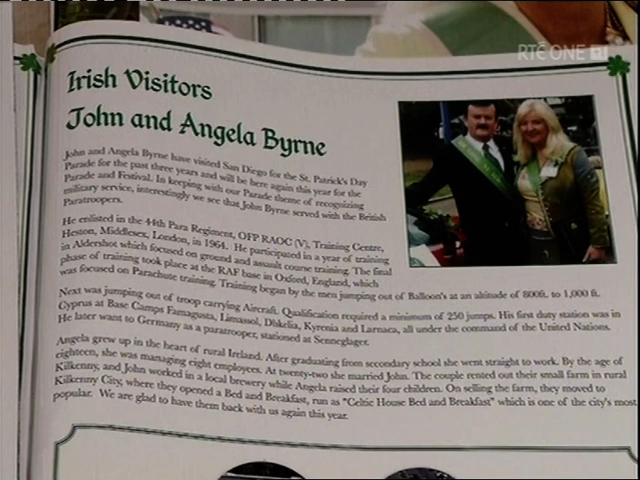 RTÉ ONE
Irish Visitors
John and Angela Byrne
John and Angela Byrne have visited San Diego for the St. Patrick's Day
Parade for the past three years and will be here again this year for the
Parade and Festival. In keeping with our Parade theme of recognizing
military service, interestingly we see that John Byrne served with the British
Paratroopers.
He enlisted in the 44th Para Regiment, OFP RAOC (V), Training Centre,
Heston, Middlesex, London, in 1964. He participated in a year of training
in Aldershot which focused on ground and assault course training. The final
phase of training took place at the RAF base in Oxford, England, which
was focused on Parachute training. Training began by the men jumping out of Balloon's at an altitude of 800ft. to 1,000 ft.
Next was jumping out of troop carrying Aircraft. Qualification required a minimum of 250 jumps. His first duty station was in
Cyprus at Base Camps Famagusta, Limassol, Dhkelia, Kyrenia and Larnaca, all under the command of the United Nations.
He later went to Germany as a paratrooper, stationed at Senneglager.
Angela grew up in the heart of rural Ireland. After graduating from secondary school she went straight to work. By the age of
eighteen, she was managing eight employees. At twenty-two she married John. The couple rented out their small farm in rural
Kilkenny, and John worked in a local brewery while Angela raised their four children. On selling the farm, they moved to
Kilkenny City, where they opened a Bed and Breakfast, run as "Celtic House Bed and Breakfast" which is one of the city's most
popular. We are glad to have them back with us again this year.